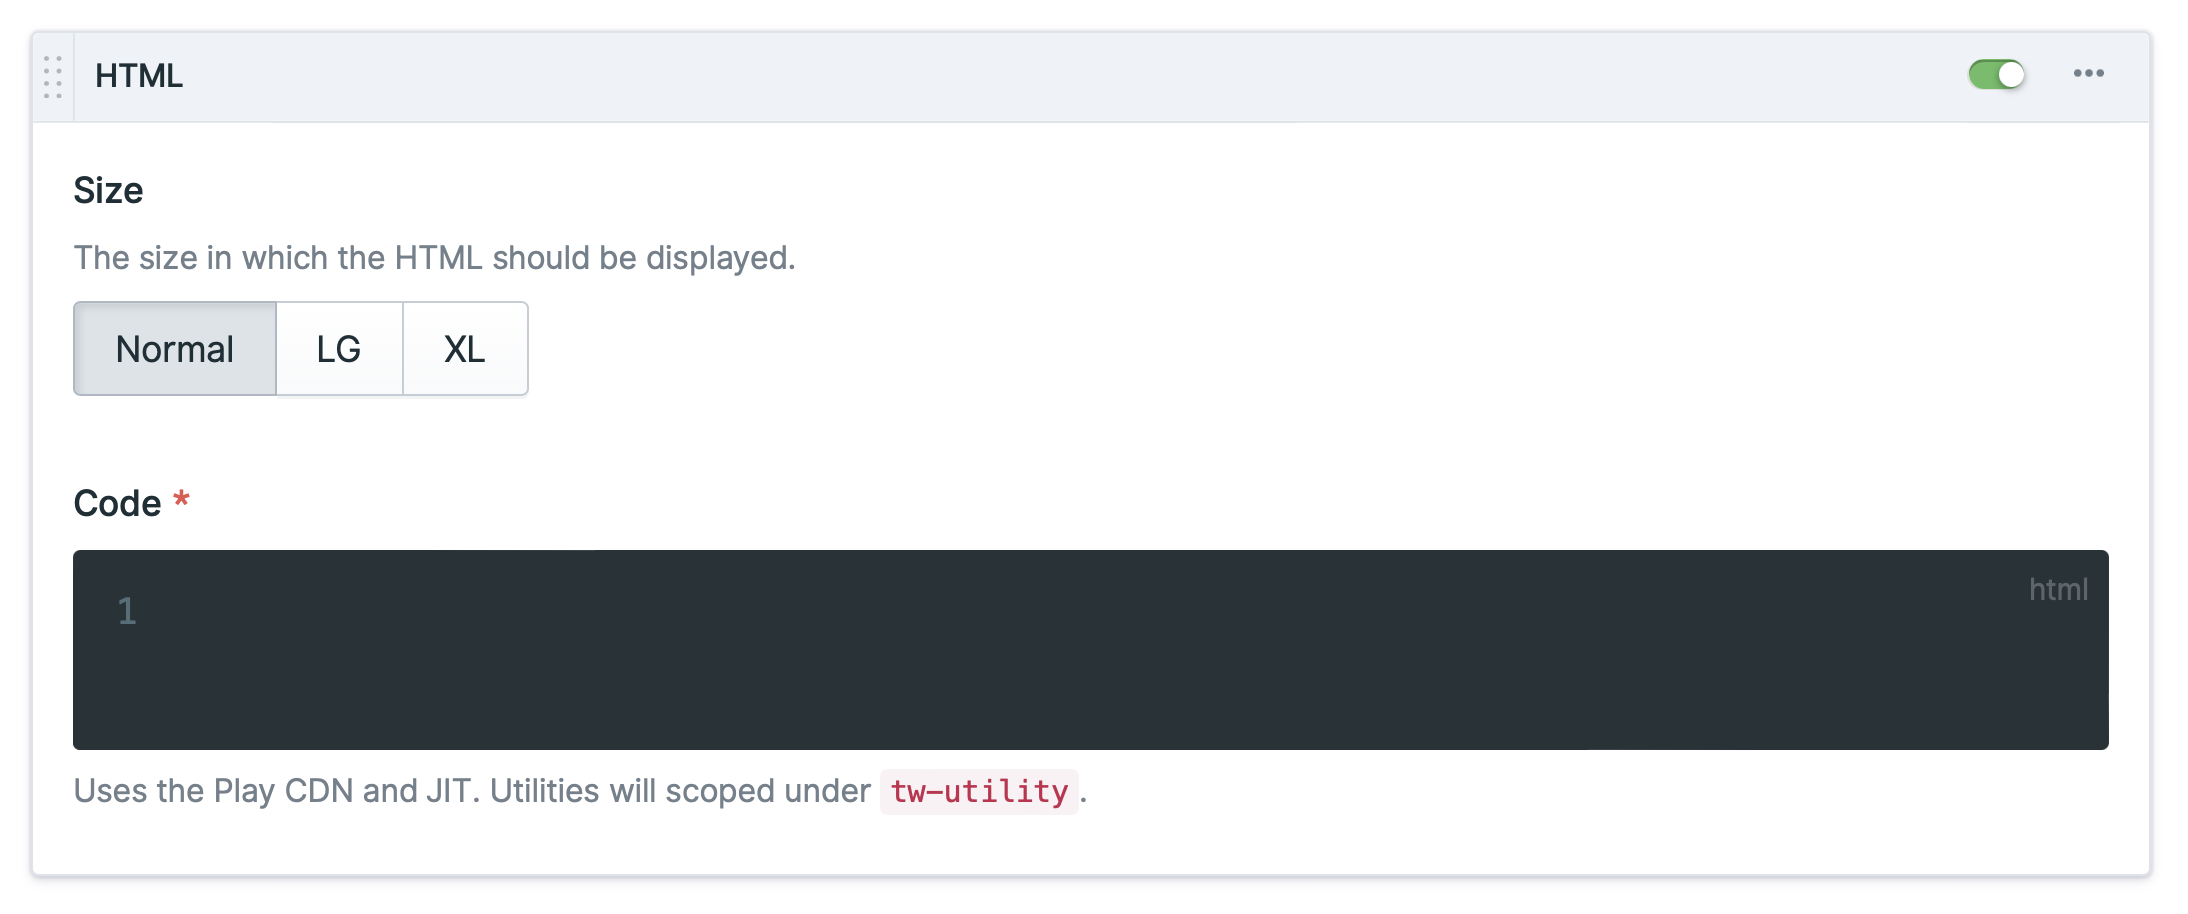 HTML
Size
The size in which the HTML should be displayed.
Normal LG XL
Code *
html
1
Uses the Play CDN and JIT. Utilities will scoped under tw-utility.